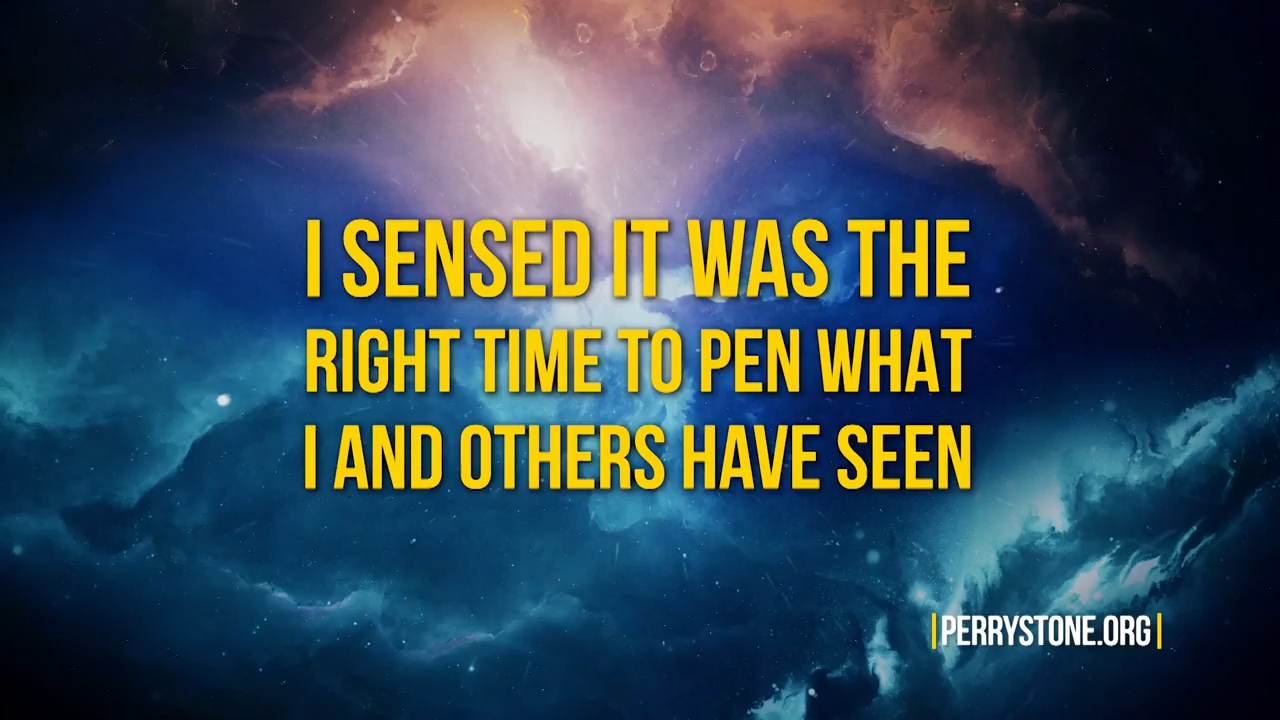 I SENSED IT WAS THE
RIGHT TIME TO PEN WHAT
I AND OTHERS HAVE SEEN
|PERRYSTONE.ORG|